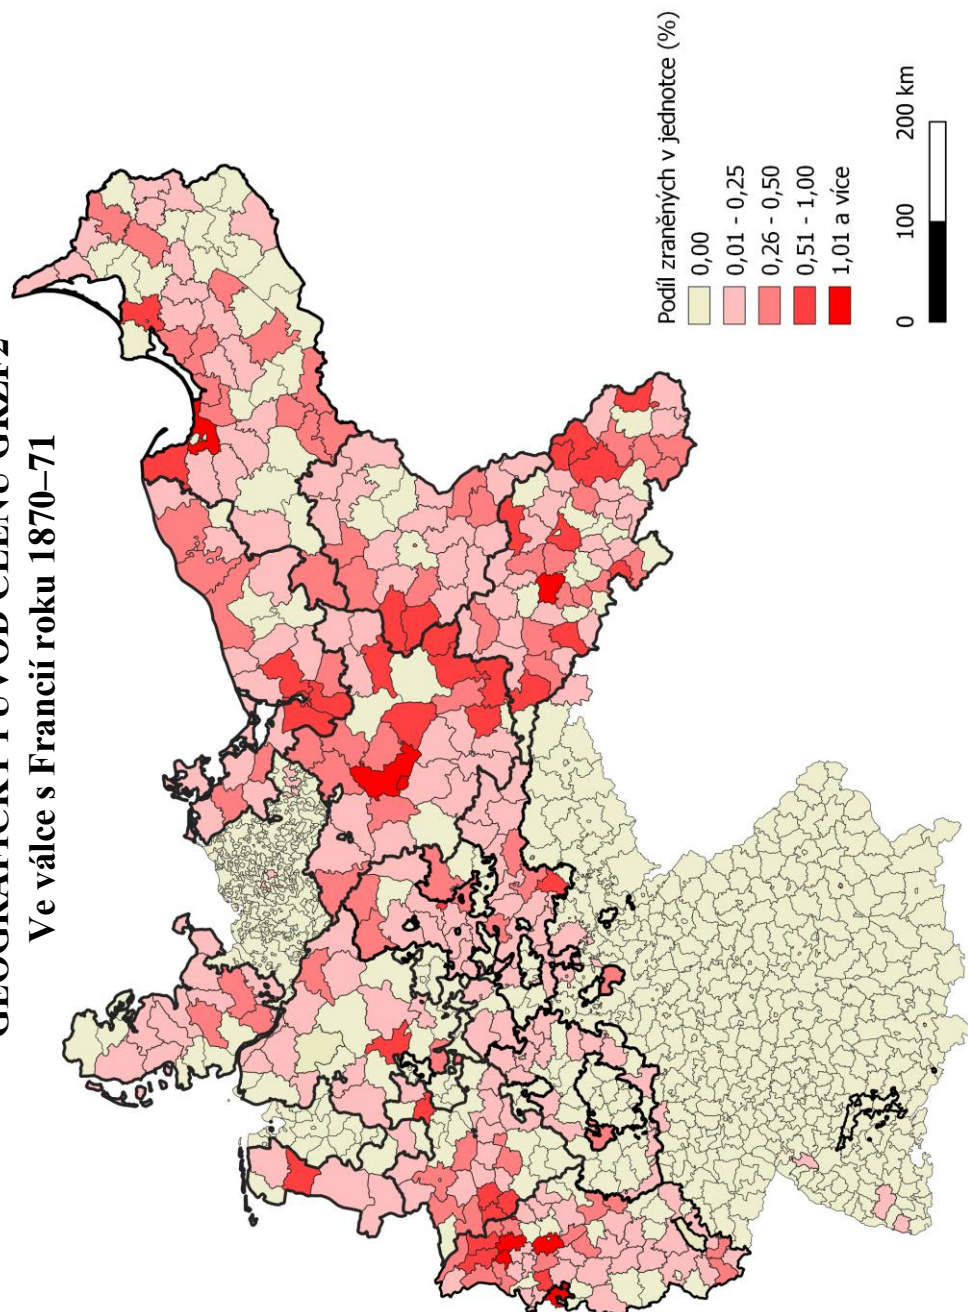 GEOGRAFICKÝ PŮVOD ČLENŮ
Ve válce s Francií roku 1870–71
Podíl zraněných v jednotce (%)
0,00
0,01 - 0,25
0,26 - 0,50
0,51 - 1,00
1,01 a více
0 100 200 km